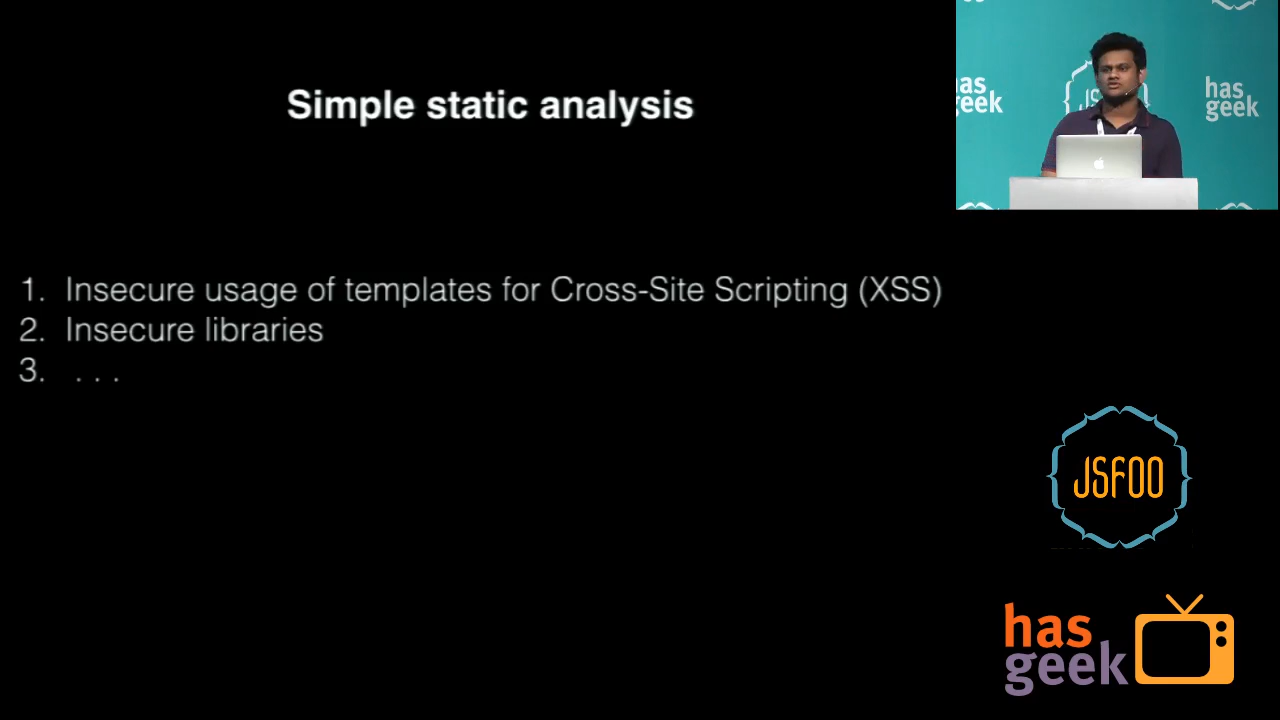 Simple static analysis
has
geek
has
geek
1. Insecure usage of templates for Cross-Site Scripting (XSS)
2. Insecure libraries
3. . . .
JSFOO
has
geek